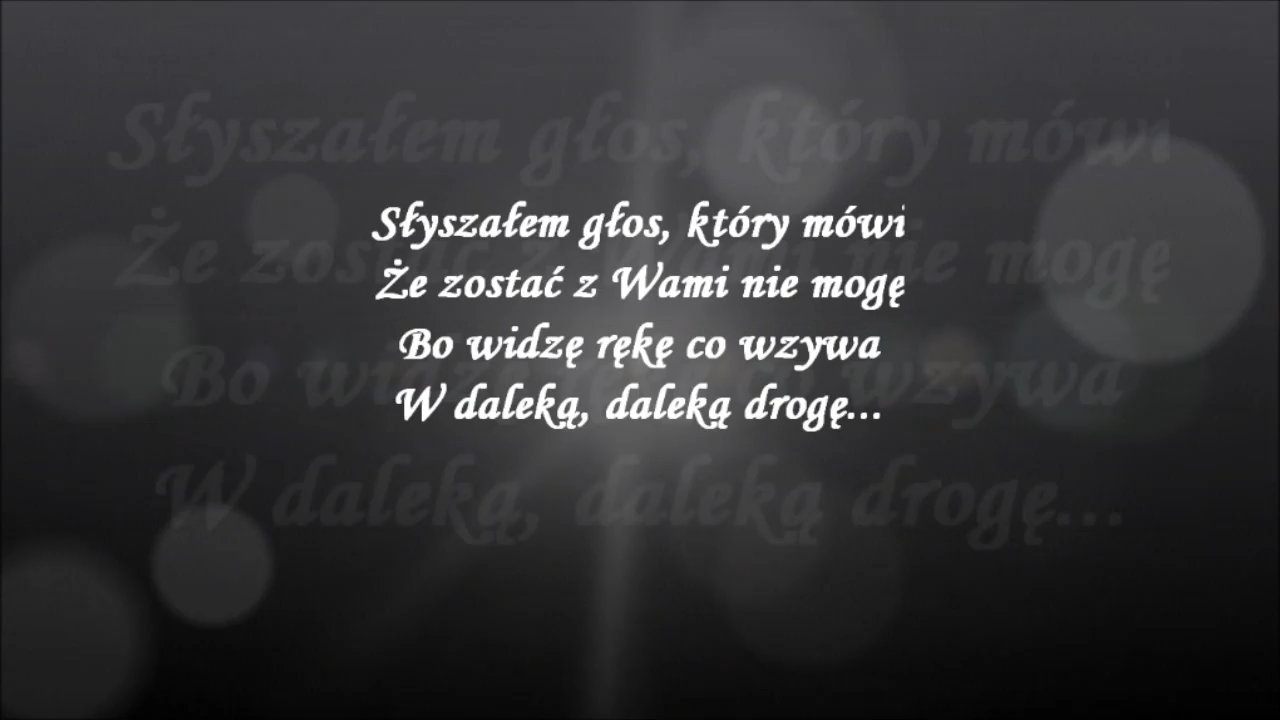 Słyszałem głos, który mówi
Że zostać z Wami nie mogę
Bo widzę rękę co wzywa
W daleką, daleką drogę...